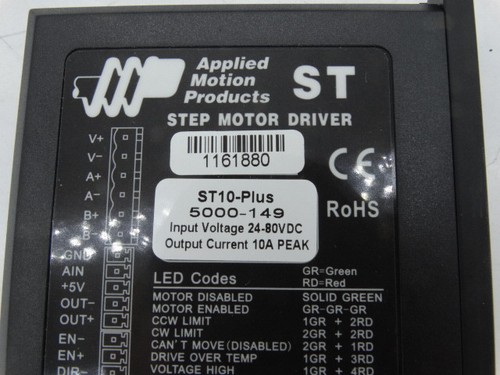 Applied
Motion
Products
ST
STEP MOTOR DRIVER
1161880
CE
RoHS
ST10-Plus
5000-149
Input Voltage 24-80VDC
Output Current 10A PEAK
V+
V-
A+
A-
B+
B-
GND
AIN
+5V
OUT-
OUT+
EN-
EN+
DIR-
LED Codes
GR=Green
RD=Red
MOTOR DISABLED SOLID GREEN
MOTOR ENABLED GR-GR-GR
CCW LIMIT 1GR + 2RD
CW LIMIT 2GR + 2RD
CAN'T MOVE (DISABLED) 2GR + 1RD
DRIVE OVER TEMP 1GR + 3RD
VOLTAGE HIGH 1GR + 4RD